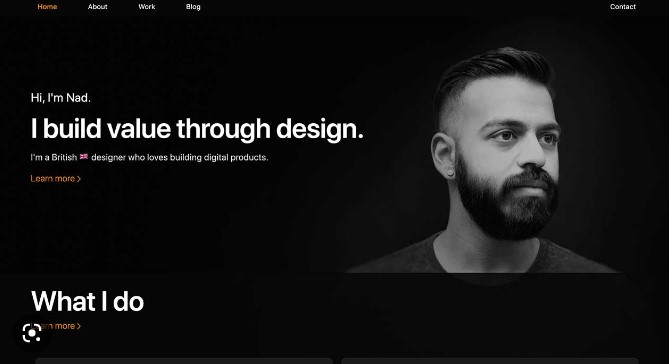 Home About Work Blog Contact
Hi, I'm Nad.
I build value through design.
I'm a British 🇬🇧 designer who loves building digital products.
Learn more >
What I do
more >